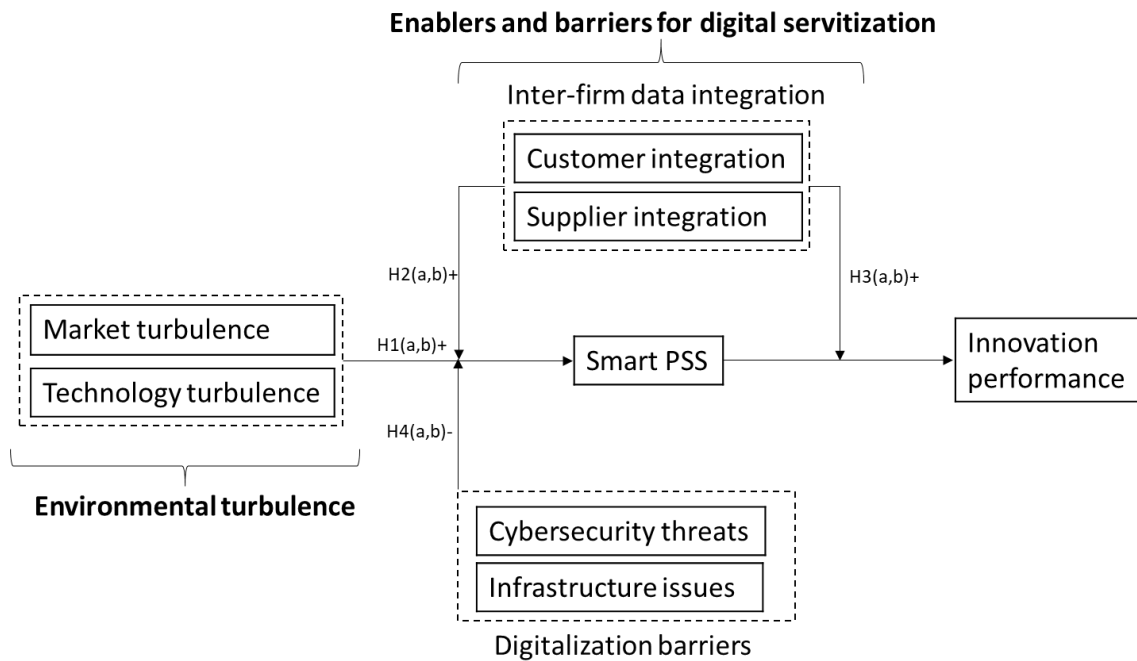 Enablers and barriers for digital servitization
Inter-firm data integration
Customer integration
Supplier integration
H2(a,b)+
H3(a,b)+
Market turbulence
Technology turbulence
H1(a,b)+
Smart PSS
Innovation
performance
H4(a,b)-
Environmental turbulence
Cybersecurity threats
Infrastructure issues
Digitalization barriers